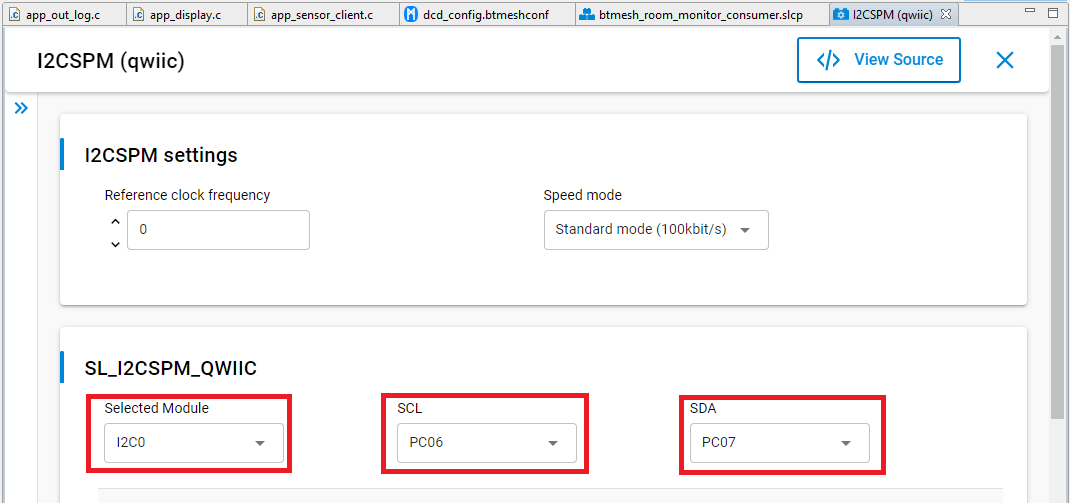 app_out_log.c app_display.c app_sensor_client.c dcd_config.btmeshconf btmesh_room_monitor_consumer.slcp I2CSPM (qwiic)
I2CSPM (qwiic) </> View Source
I2CSPM settings
Reference clock frequency Speed mode
0 Standard mode (100kbit/s)
SL_I2CSPM_QWIIC
Selected Module SCL SDA
I2C0 PC06 PC07